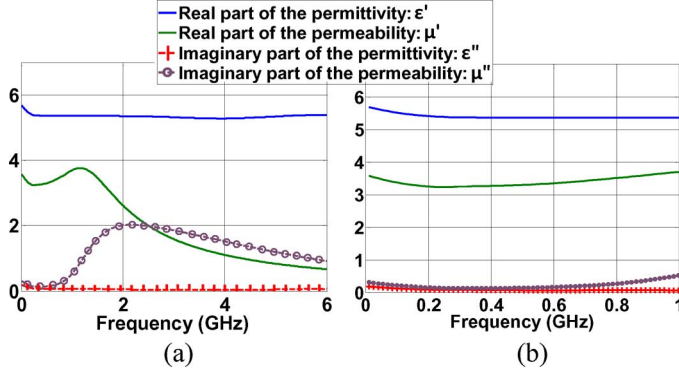 Real part of the permittivity: ε'
Real part of the permeability: μ'
Imaginary part of the permittivity: ε"
Imaginary part of the permeability: μ"
6
4
2
0
0 2 4 6
Frequency (GHz)
(a)
6
5
4
3
2
1
0
0 0.2 0.4 0.6 0.8 1
Frequency (GHz)
(b)